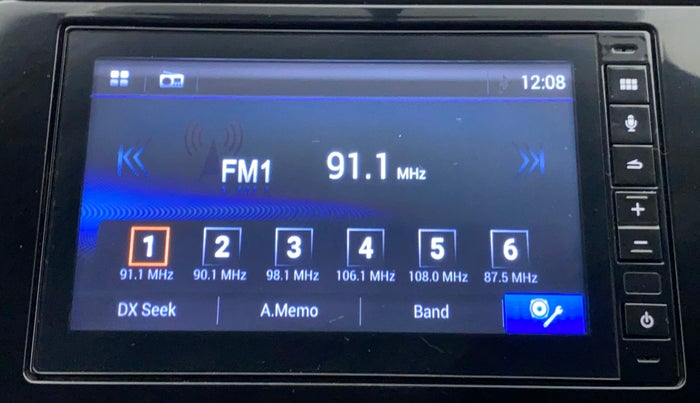 12:08
FM1 91.1 MHz
1 2 3 4 5 6
91.1 MHz 90.1 MHz 98.1 MHz 106.1 MHz 108.0 MHz 87.5 MHz
DX Seek A.Memo Band